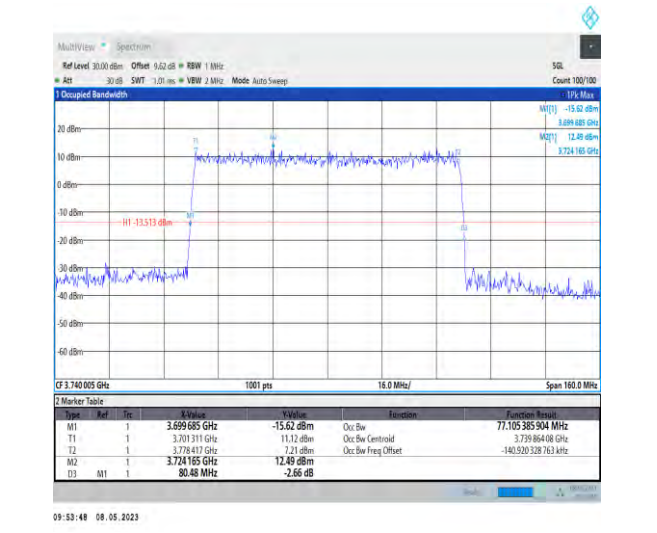 MultiView Spectrum
Ref Level 30.00 dBm Offset 9.62 dB RBW 1 MHz SGL
Att 30 dB SWT 1.01 ms VBW 2 MHz Mode Auto Sweep Count 100/100
1 Occupied Bandwidth 1Pk Max
M1[1] -15.62 dBm
3.699 685 GHz
M2[1] 12.49 dBm
3.724 165 GHz
20 dBm
T1 M2 T2
10 dBm
0 dBm
-10 dBm
M1
H1 -13.513 dBm
D3
-20 dBm
-30 dBm
-40 dBm
-50 dBm
-60 dBm
CF 3.740 005 GHz 1001 pts 16.0 MHz/ Span 160.0 MHz
2 Marker Table
Type Ref Trc X-Value Y-Value Function Function Result
M1 1 3.699 685 GHz -15.62 dBm Occ Bw 77.105 385 904 MHz
T1 1 3.701 311 GHz 11.12 dBm Occ Bw Centroid 3.739 864 08 GHz
T2 1 3.778 417 GHz 7.21 dBm Occ Bw Freq Offset -140.920 328 763 kHz
M2 1 3.724 165 GHz 12.49 dBm
D3 M1 1 80.48 MHz -2.66 dB
09:53:48 08.05.2023